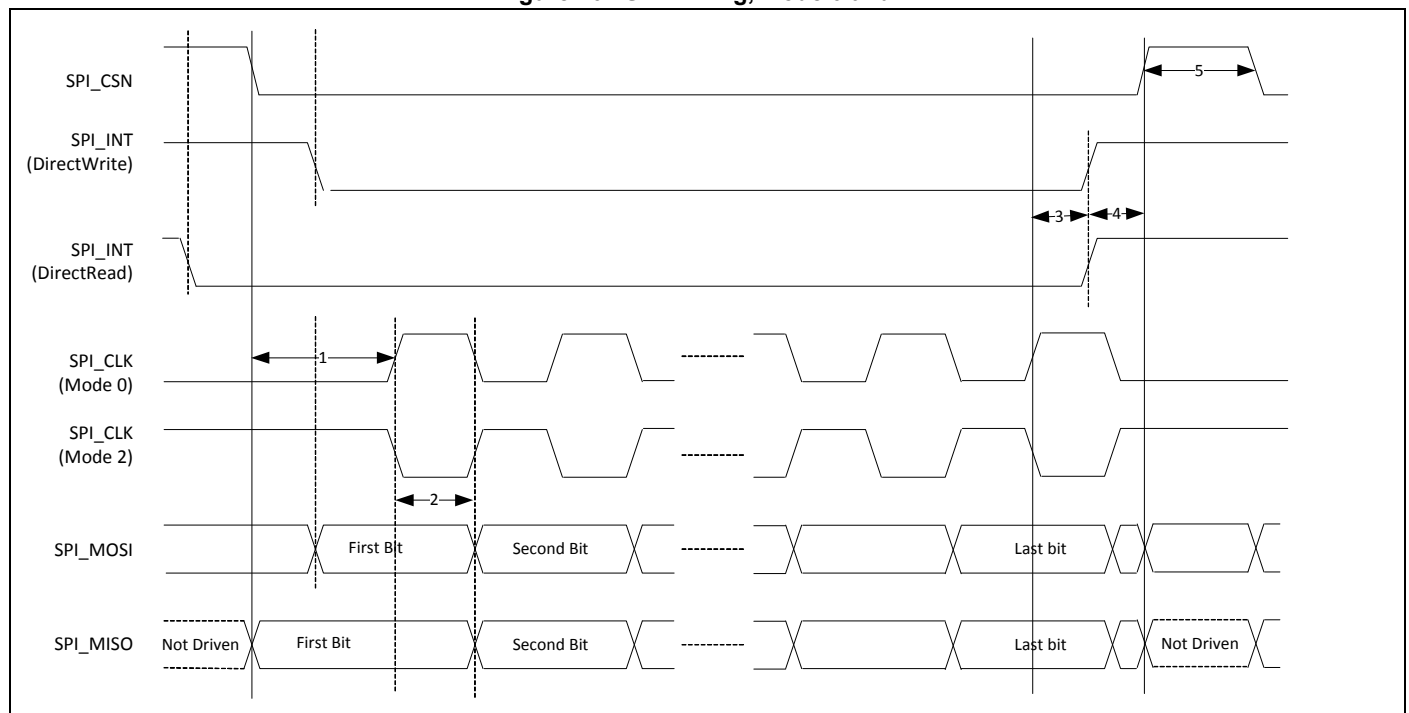 SPI_CSN
5
SPI_INT
(DirectWrite)
3
4
SPI_INT
(DirectRead)
1
SPI_CLK
(Mode 0)
SPI_CLK
(Mode 2)
2
SPI_MOSI
First Bit
Second Bit
Last bit
SPI_MISO
Not Driven
First Bit
Second Bit
Last bit
Not Driven